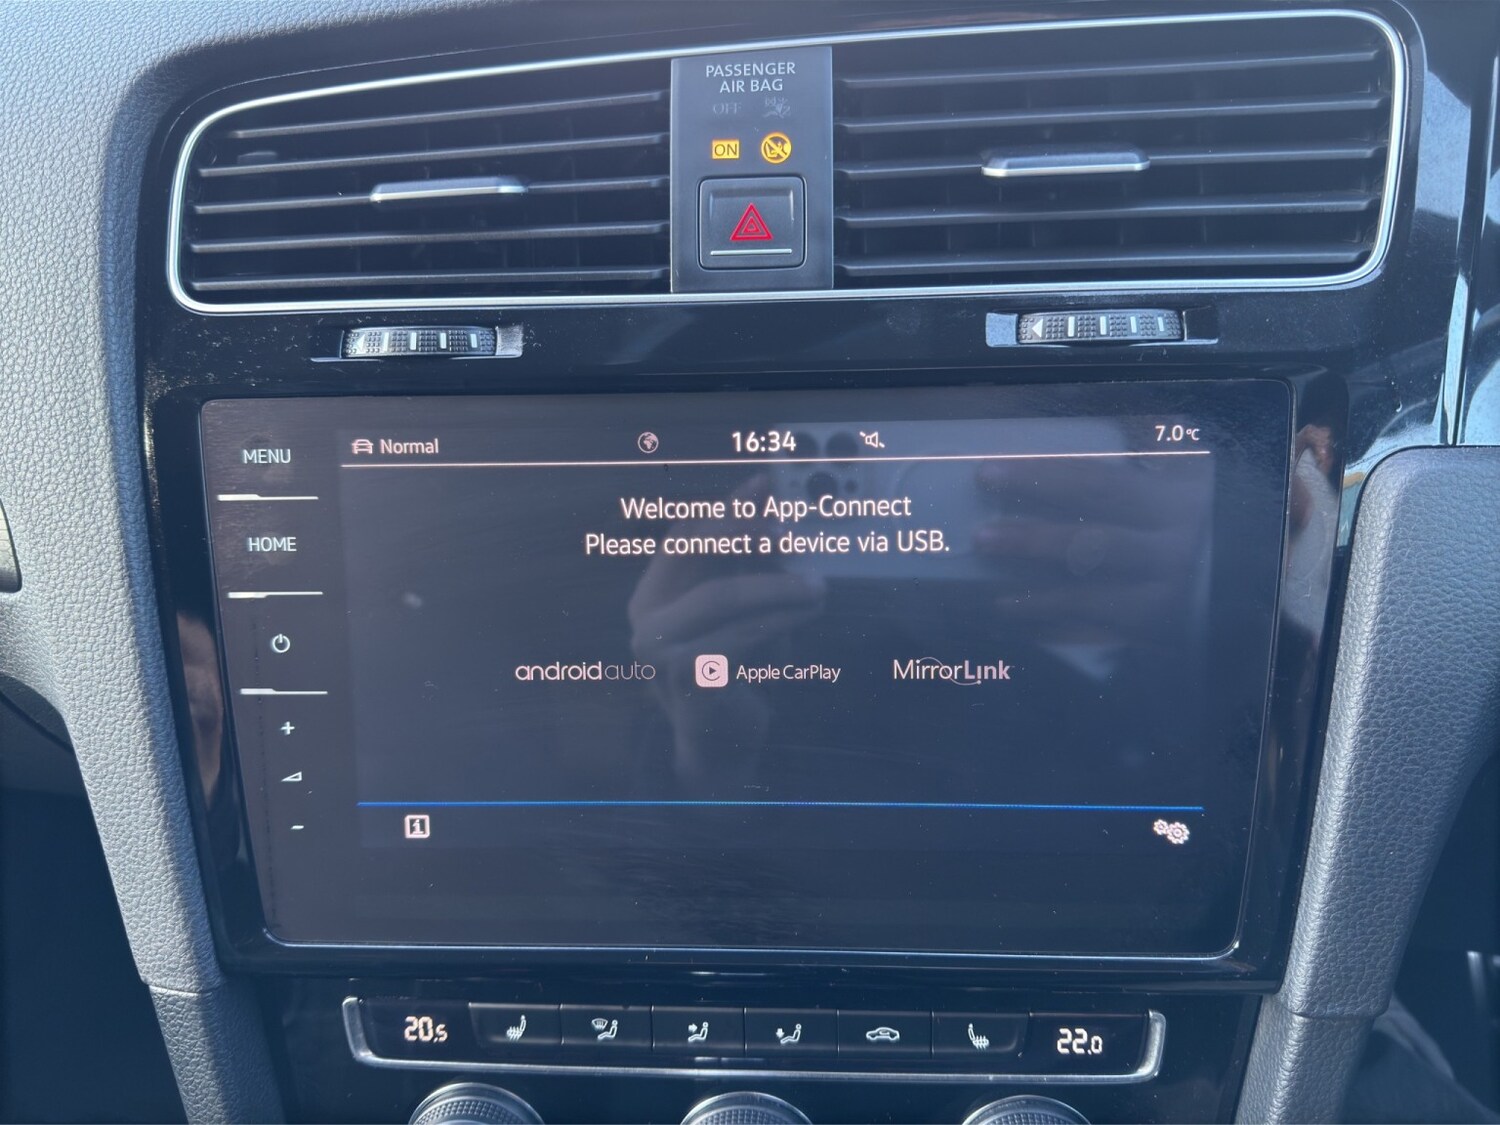 PASSENGER
AIR BAG
OFF
ON
MENU
Normal
16:34
7.0°C
HOME
Welcome to App-Connect
Please connect a device via USB.
androidauto
Apple CarPlay
MirrorLink
+
-
i
20.5
22.0